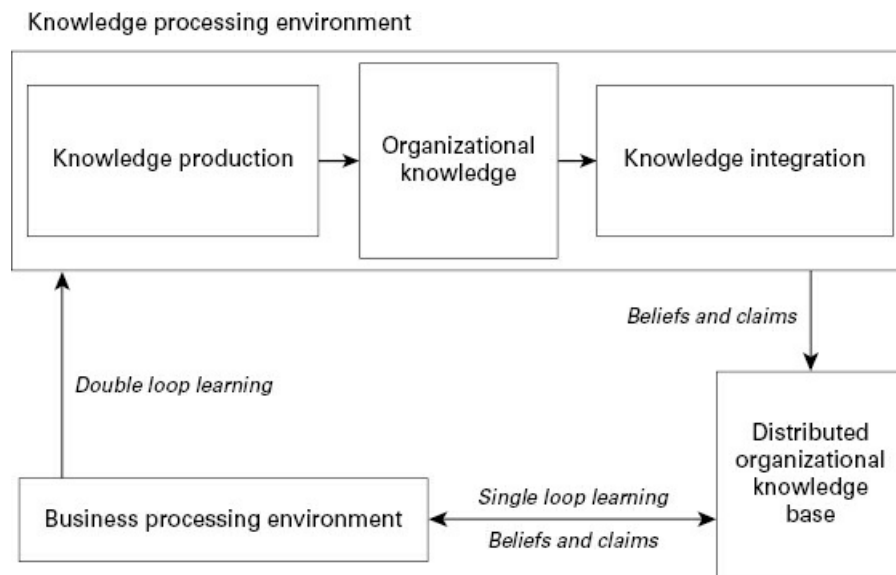 Knowledge processing environment
Knowledge production
Organizational
knowledge
Knowledge integration
Beliefs and claims
Double loop learning
Distributed
organizational
knowledge
base
Single loop learning
Business processing environment
Beliefs and claims